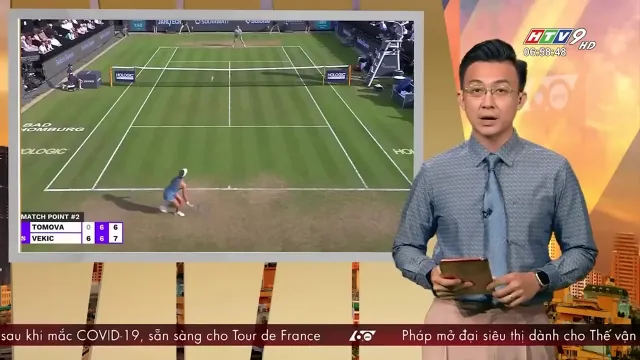 HTV9 HD
06:58:48
HOLOGIC
HOLOGIC
BAD
HOMBURG
HOLOGIC
MATCH POINT #2
TOMOVA 0 6 6
S VEKIC 6 6 7
sau khi mắc COVID-19, sẵn sàng cho Tour de France
60
Pháp mở đại siêu thị dành cho Thế vận